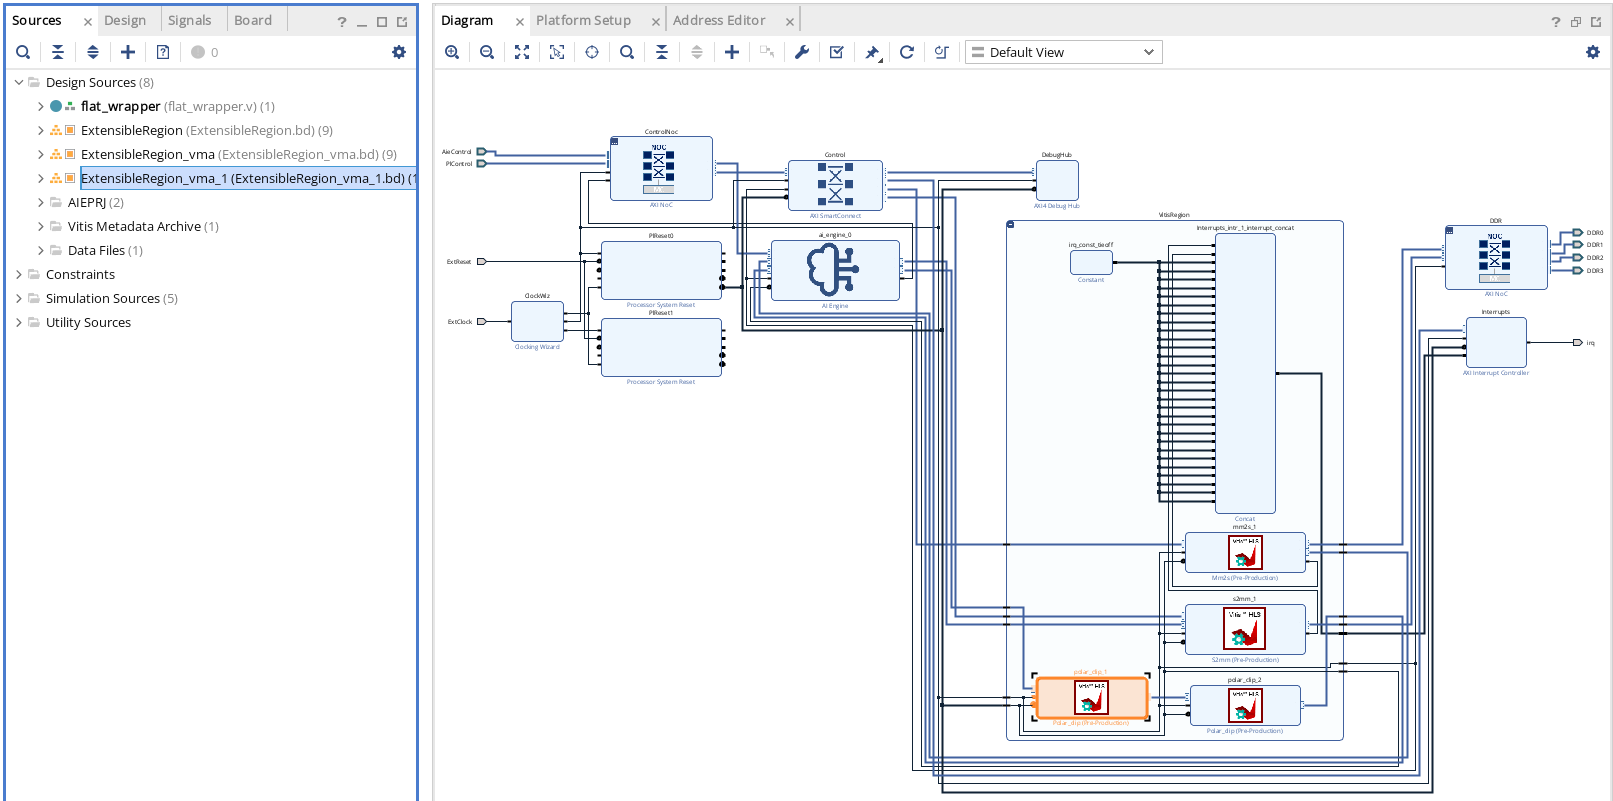 Sources
Design
Signals
Board
?
0
Design Sources (8)
flat_wrapper (flat_wrapper.v) (1)
ExtensibleRegion (ExtensibleRegion.bd) (9)
ExtensibleRegion_vma (ExtensibleRegion_vma.bd) (9)
ExtensibleRegion_vma_1 (ExtensibleRegion_vma_1.bd) (1
AIEPRJ (2)
Vitis Metadata Archive (1)
Data Files (1)
Constraints
Simulation Sources (5)
Utility Sources
Diagram
Platform Setup
Address Editor
?
Default View
AieControl
PlControl
ControlNoc
NOC
AXI NoC
Control
AXI SmartConnect
DebugHub
AXI4 Debug Hub
ExtReset
PlReset0
Processor System Reset
ai_engine_0
AI Engine
ExtClock
ClockWiz
Clocking Wizard
PlReset1
Processor System Reset
VitisRegion
Interrupts_intr_1_interrupt_concat
irq_const_tieoff
Constant
Concat
mm2s_1
Vitis™ HLS
Mm2s (Pre-Production)
s2mm_1
Vitis™ HLS
S2mm (Pre-Production)
polar_clip_1
Vitis™ HLS
Polar_clip (Pre-Production)
polar_clip_2
Vitis™ HLS
Polar_clip (Pre-Production)
DDR
NOC
AXI NoC
DDR0
DDR1
DDR2
DDR3
Interrupts
AXI Interrupt Controller
irq